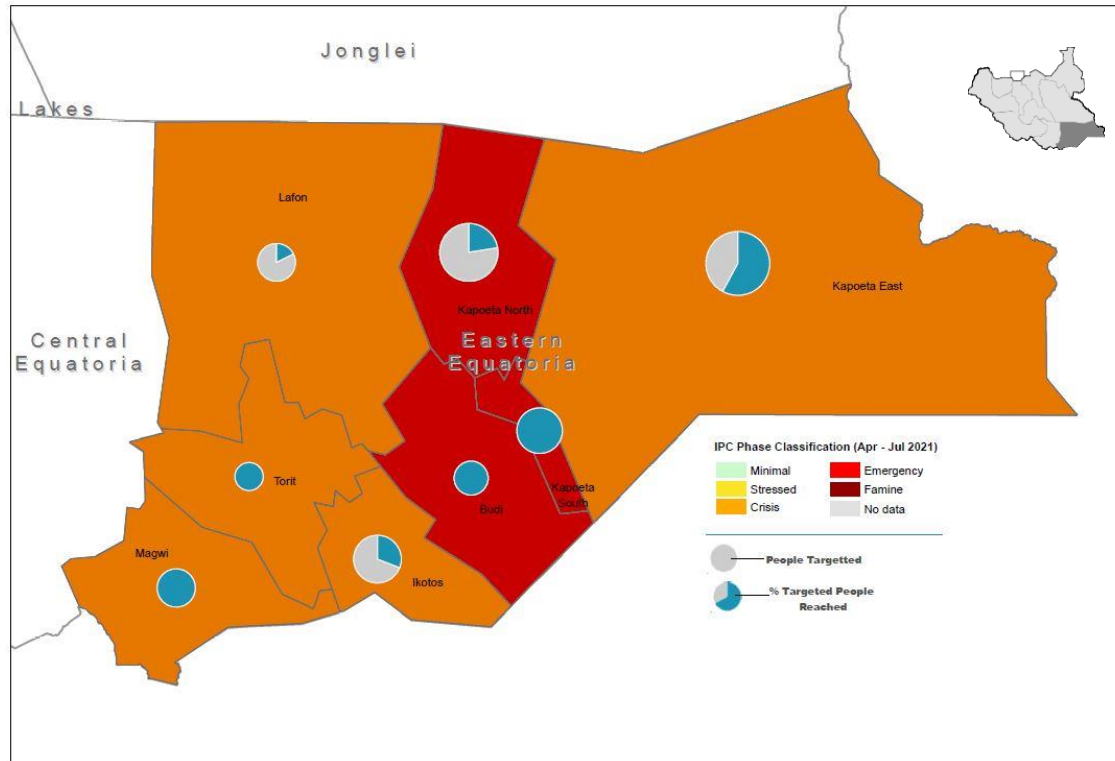 Jonglei
Lakes
Lafon
Kapoeta North
Kapoeta East
Central
Equatoria
Eastern
Equatoria
Torit
Budi
Kapoeta
South
Magwi
Ikotos
IPC Phase Classification (Apr - Jul 2021)
Minimal
Emergency
Stressed
Famine
Crisis
No data
People Targetted
% Targeted People
Reached